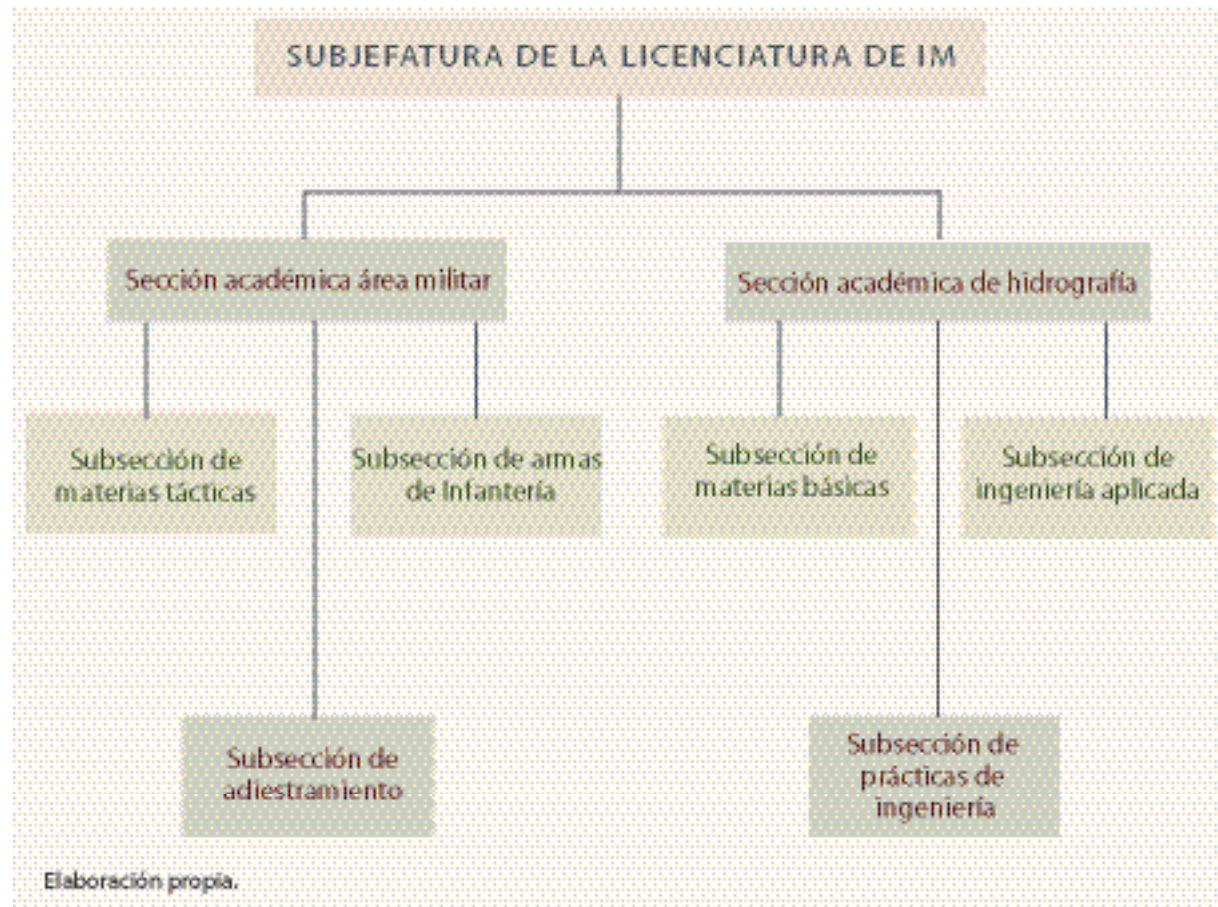 SUBJEFATURA DE LA LICENCIATURA DE IM
Sección académica área militar
Sección académica de hidrografía
Subsección de
materias tácticas
Subsección de armas
de Infantería
Subsección de
materias básicas
Subsección de
ingeniería aplicada
Subsección de
adiestramiento
Subsección de
prácticas de
ingeniería
Elaboración propia.